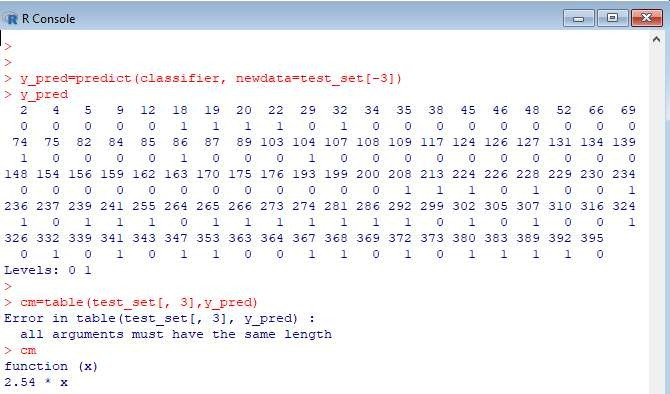 R Console
>
>
> y_pred=predict(classifier, newdata=test_set[-3])
> y_pred
2 4 5 9 12 18 19 20 22 29 32 34 35 38 45 46 48 52 66 69
0 0 0 0 0 1 1 1 1 0 1 0 0 0 0 0 0 0 0 0
74 75 82 84 85 86 87 89 103 104 107 108 109 117 124 126 127 131 134 139
1 0 0 0 0 1 0 0 0 1 0 0 0 0 0 0 0 0 0 0
148 154 156 159 162 163 170 175 176 193 199 200 208 213 224 226 228 229 230 234
0 0 0 0 0 0 0 0 0 0 0 0 0 1 1 1 0 1 0 0 1
236 237 239 241 255 264 265 266 273 274 281 286 292 299 302 305 307 310 316 324
1 0 1 1 1 0 1 1 1 1 1 1 1 0 1 0 1 0 0 1
326 332 339 341 343 347 353 363 364 367 368 369 372 373 380 383 389 392 395
0 1 0 1 0 1 1 0 0 1 1 0 1 0 1 1 1 1 0
Levels: 0 1
>
> cm=table(test_set[, 3],y_pred)
Error in table(test_set[, 3], y_pred) :
all arguments must have the same length
> cm
function (x)
2.54 * x